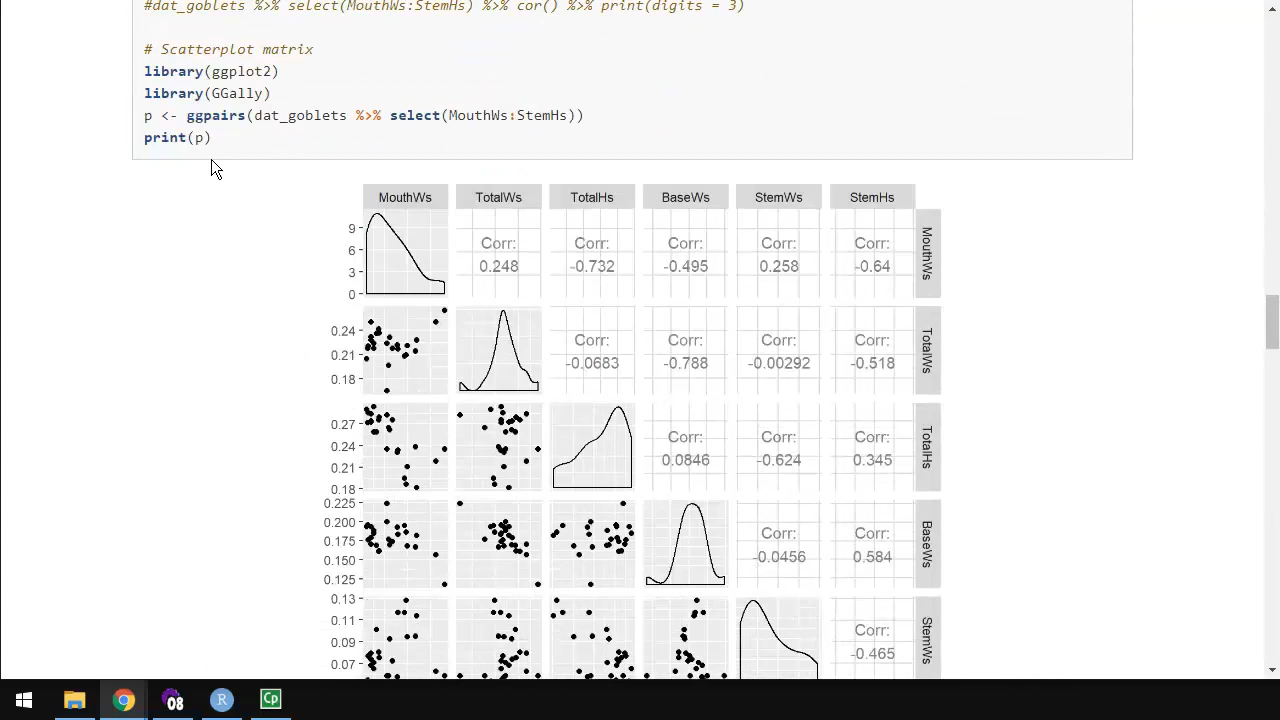 #dat_goblets %>% select(MouthWs:StemHs) %>% cor() %>% print(digits = 3)
# Scatterplot matrix
library(ggplot2)
library(GGally)
p <- ggpairs(dat_goblets %>% select(MouthWs:StemHs))
print(p)
MouthWs TotalWs TotalHs BaseWs StemWs StemHs
9
6
3
0
Corr: 0.248
Corr: -0.732
Corr: -0.495
Corr: 0.258
Corr: -0.64
MouthWs
0.24
0.21
0.18
Corr: -0.0683
Corr: -0.788
Corr: -0.00292
Corr: -0.518
TotalWs
0.27
0.24
0.21
0.18
Corr: 0.0846
Corr: -0.624
Corr: 0.345
TotalHs
0.225
0.200
0.175
0.150
0.125
Corr: -0.0456
Corr: 0.584
BaseWs
0.13
0.11
0.09
0.07
Corr: -0.465
StemWs
08
R
Cp